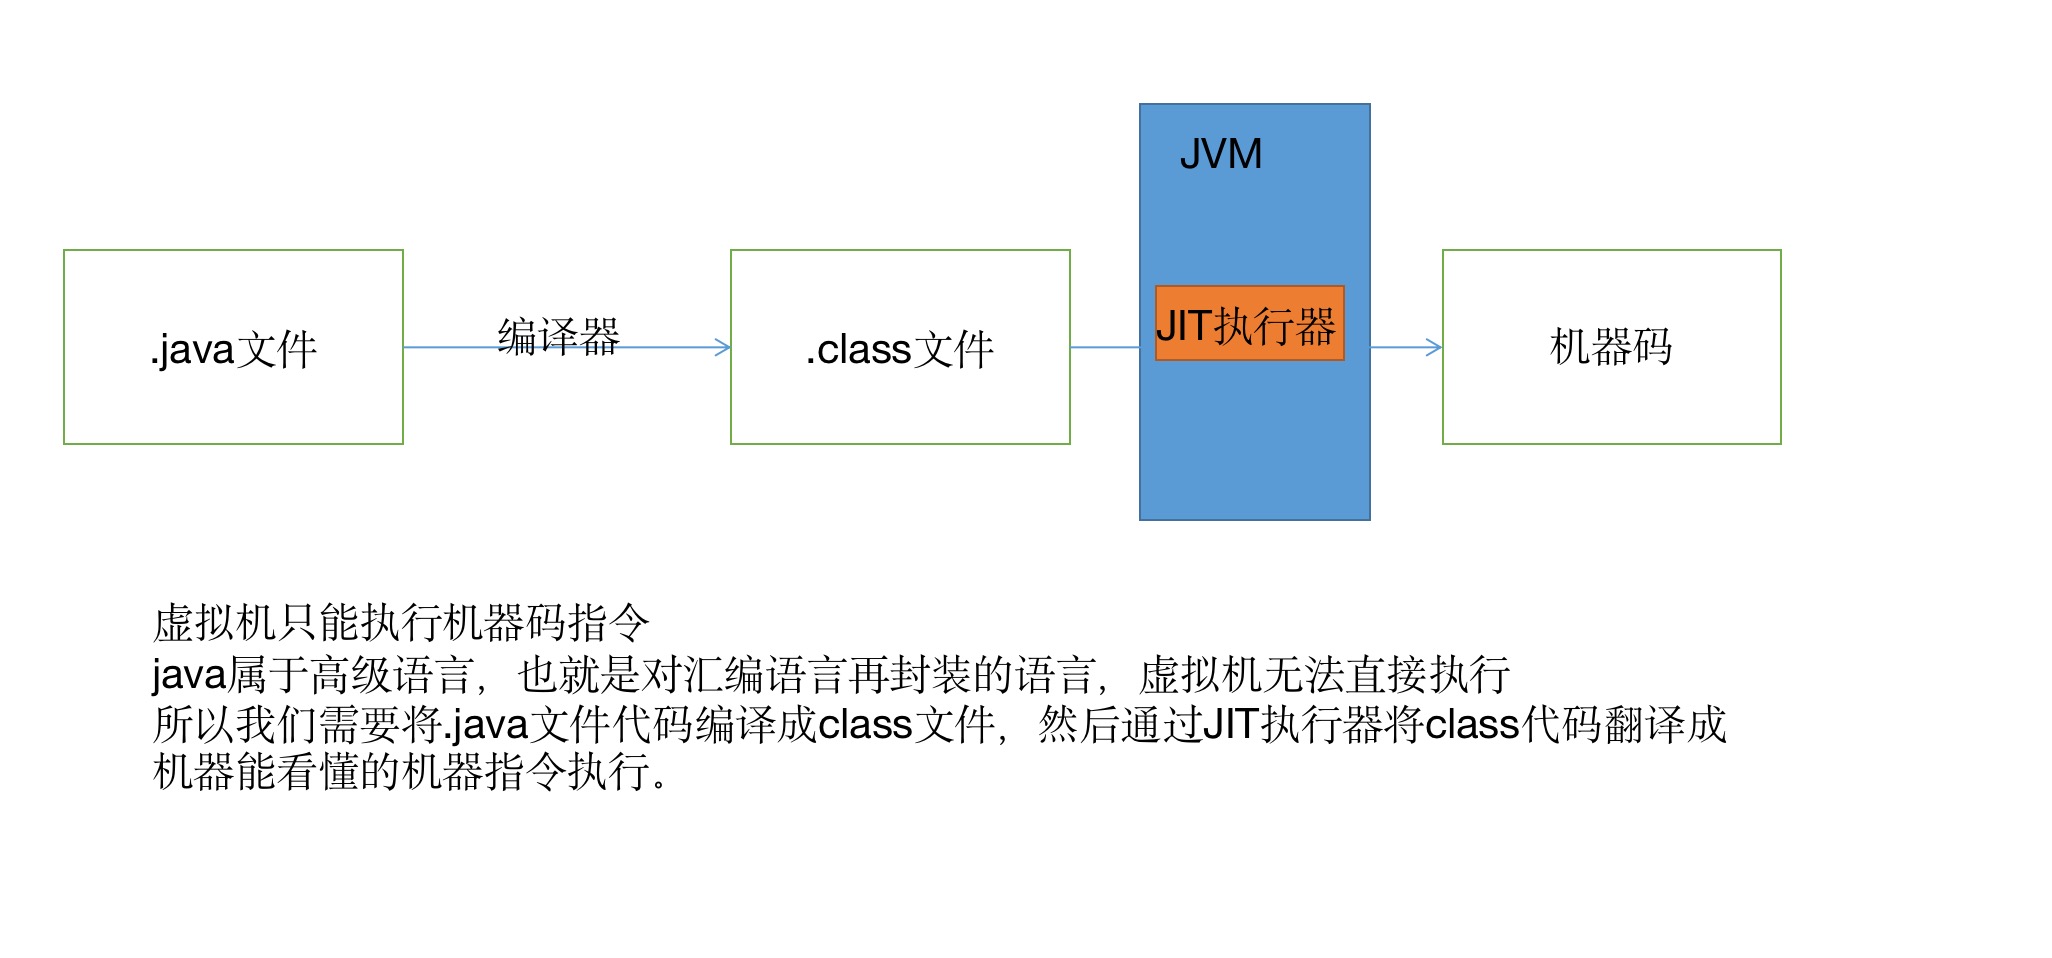 JVM
.java文件
编译器
.class文件
JIT执行器
机器码
虚拟机只能执行机器码指令
java属于高级语言，也就是对汇编语言再封装的语言，虚拟机无法直接执行
所以我们需要将.java文件代码编译成class文件，然后通过JIT执行器将class代码翻译成
机器能看懂的机器指令执行。